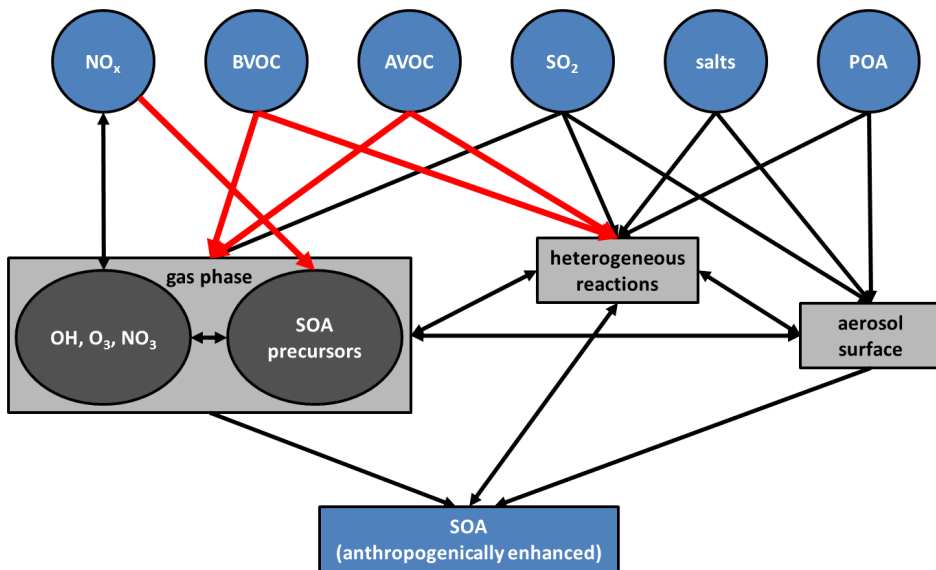 NOₓ
BVOC
AVOC
SO₂
salts
POA
gas phase
OH, O₃, NO₃
SOA
precursors
heterogeneous
reactions
aerosol
surface
SOA
(anthropogenically enhanced)